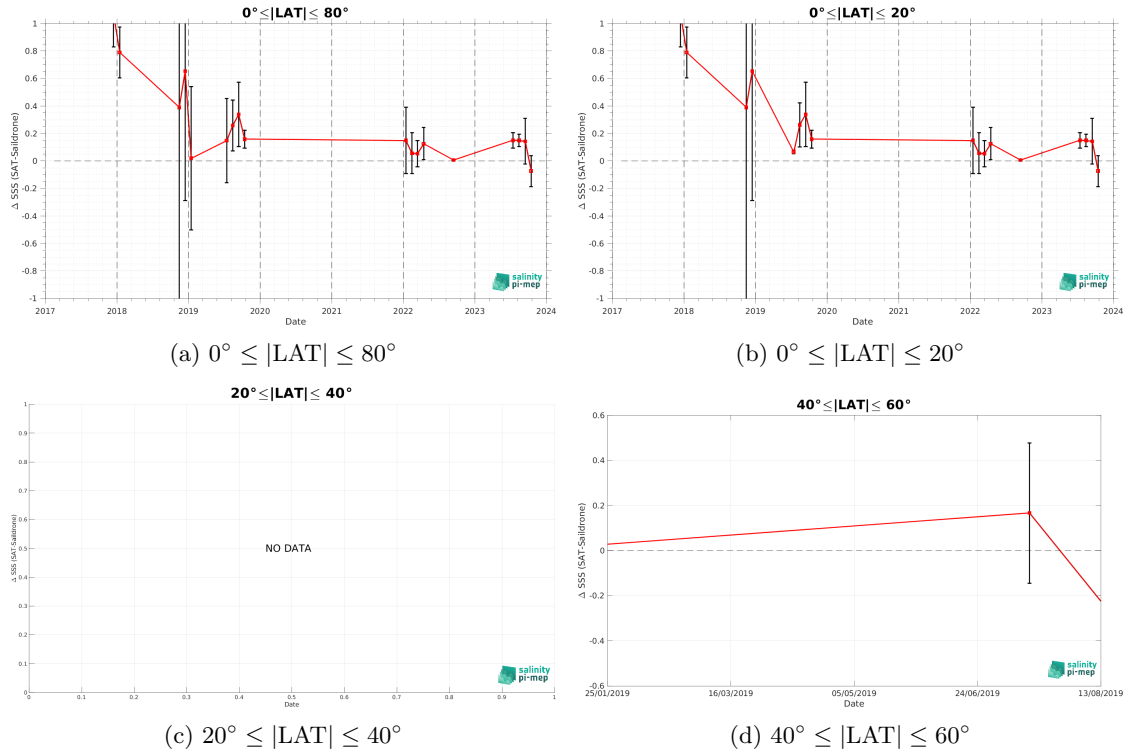 0°≤|LAT|≤ 80°
1
0.8
0.6
0.4
0.2
0
-0.2
-0.4
-0.6
-0.8
-1
Δ SSS (SAT-Saildrone)
2017 2018 2019 2020 2021 2022 2023 2024
Date
salinity
pi-mep
(a) 0° ≤ |LAT| ≤ 80°
0°≤|LAT|≤ 20°
1
0.8
0.6
0.4
0.2
0
-0.2
-0.4
-0.6
-0.8
-1
Δ SSS (SAT-Saildrone)
2017 2018 2019 2020 2021 2022 2023 2024
Date
salinity
pi-mep
(b) 0° ≤ |LAT| ≤ 20°
20°≤|LAT|≤ 40°
1
0.9
0.8
0.7
0.6
0.5
0.4
0.3
0.2
0.1
0
Δ SSS (SAT-Saildrone)
NO DATA
0 0.1 0.2 0.3 0.4 0.5 0.6 0.7 0.8 0.9 1
Date
salinity
pi-mep
(c) 20° ≤ |LAT| ≤ 40°
40°≤|LAT|≤ 60°
0.6
0.4
0.2
0
-0.2
-0.4
-0.6
Δ SSS (SAT-Saildrone)
25/01/2019 16/03/2019 05/05/2019 24/06/2019 13/08/2019
Date
salinity
pi-mep
(d) 40° ≤ |LAT| ≤ 60°